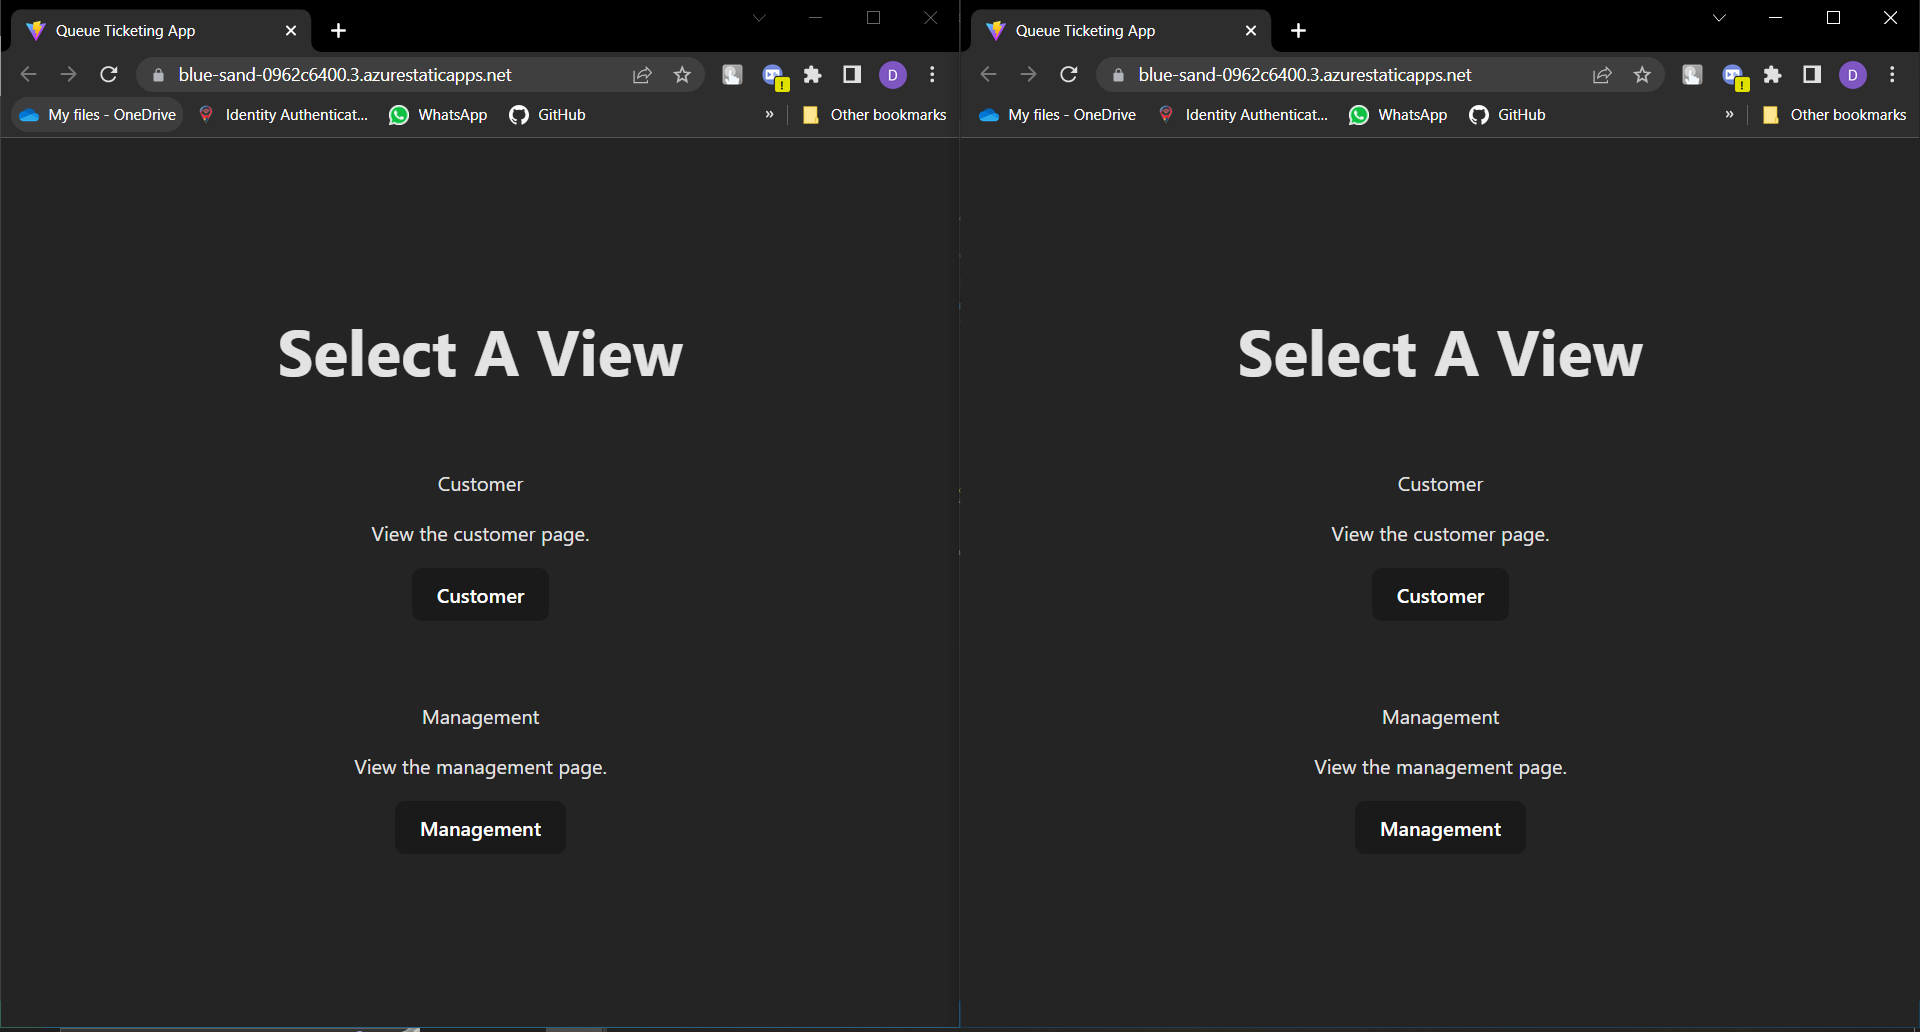 Queue Ticketing App
blue-sand-0962c6400.3.azurestaticapps.net
!
D
My files - OneDrive
Identity Authenticat...
WhatsApp
GitHub
»
Other bookmarks
Select A View
Customer
View the customer page.
Customer
Management
View the management page.
Management
Queue Ticketing App
blue-sand-0962c6400.3.azurestaticapps.net
!
D
My files - OneDrive
Identity Authenticat...
WhatsApp
GitHub
»
Other bookmarks
Select A View
Customer
View the customer page.
Customer
Management
View the management page.
Management